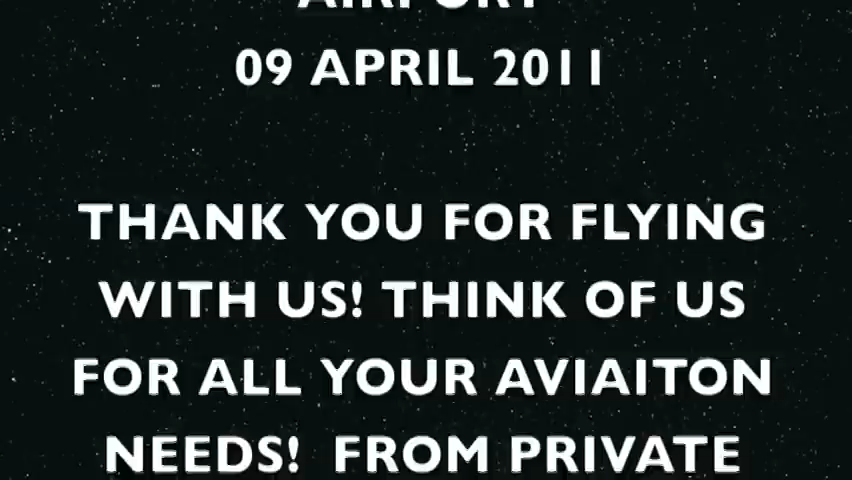 AIRPORT
09 APRIL 2011
THANK YOU FOR FLYING
WITH US! THINK OF US
FOR ALL YOUR AVIAITON
NEEDS! FROM PRIVATE